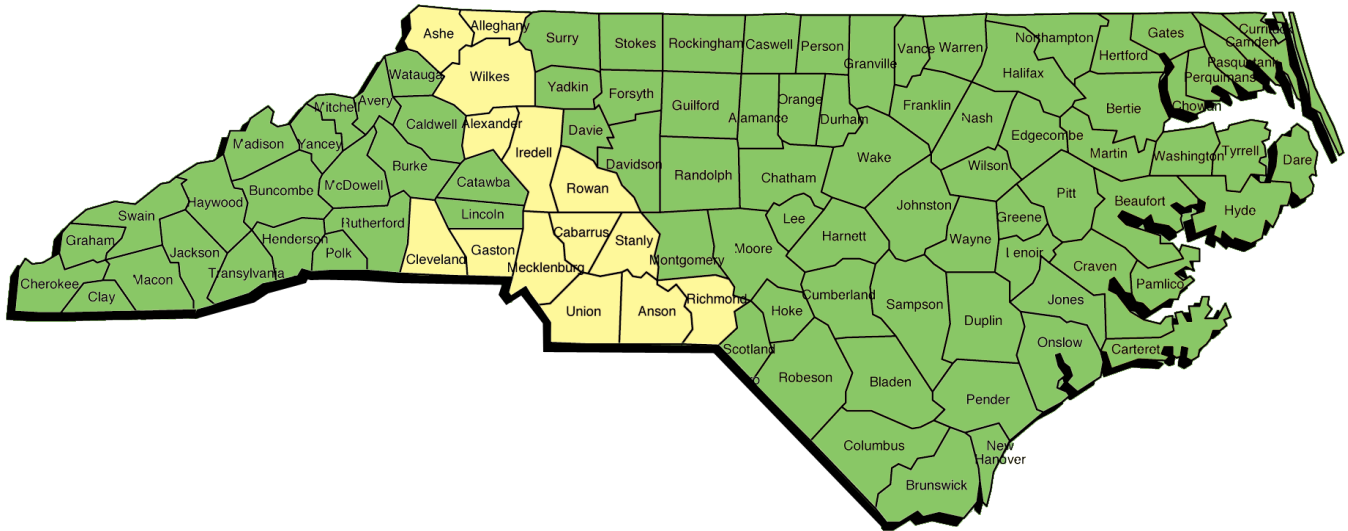 Ashe
Alleghany
Surry
Stokes
Rockingham
Caswell
Person
Granville
Vance
Warren
Northampton
Gates
Hertford
Currituck
Camden
Pasquotank
Perquimans
Chowan
Watauga
Wilkes
Yadkin
Forsyth
Guilford
Alamance
Orange
Durham
Franklin
Halifax
Bertie
Mitchell
Avery
Caldwell
Alexander
Iredell
Davie
Nash
Edgecombe
Martin
Washington
Tyrrell
Dare
Madison
Yancey
Burke
Davidson
Randolph
Chatham
Wake
Wilson
Buncombe
McDowell
Catawba
Rowan
Pitt
Beaufort
Hyde
Swain
Haywood
Rutherford
Lincoln
Lee
Johnston
Greene
Graham
Jackson
Henderson
Polk
Cleveland
Gaston
Cabarrus
Stanly
Montgomery
Moore
Harnett
Wayne
Lenoir
Craven
Pamlico
Cherokee
Clay
Macon
Transylvania
Mecklenburg
Union
Anson
Richmond
Hoke
Cumberland
Sampson
Duplin
Jones
Onslow
Carteret
Scotland
Robeson
Bladen
Pender
Columbus
New
Hanover
Brunswick